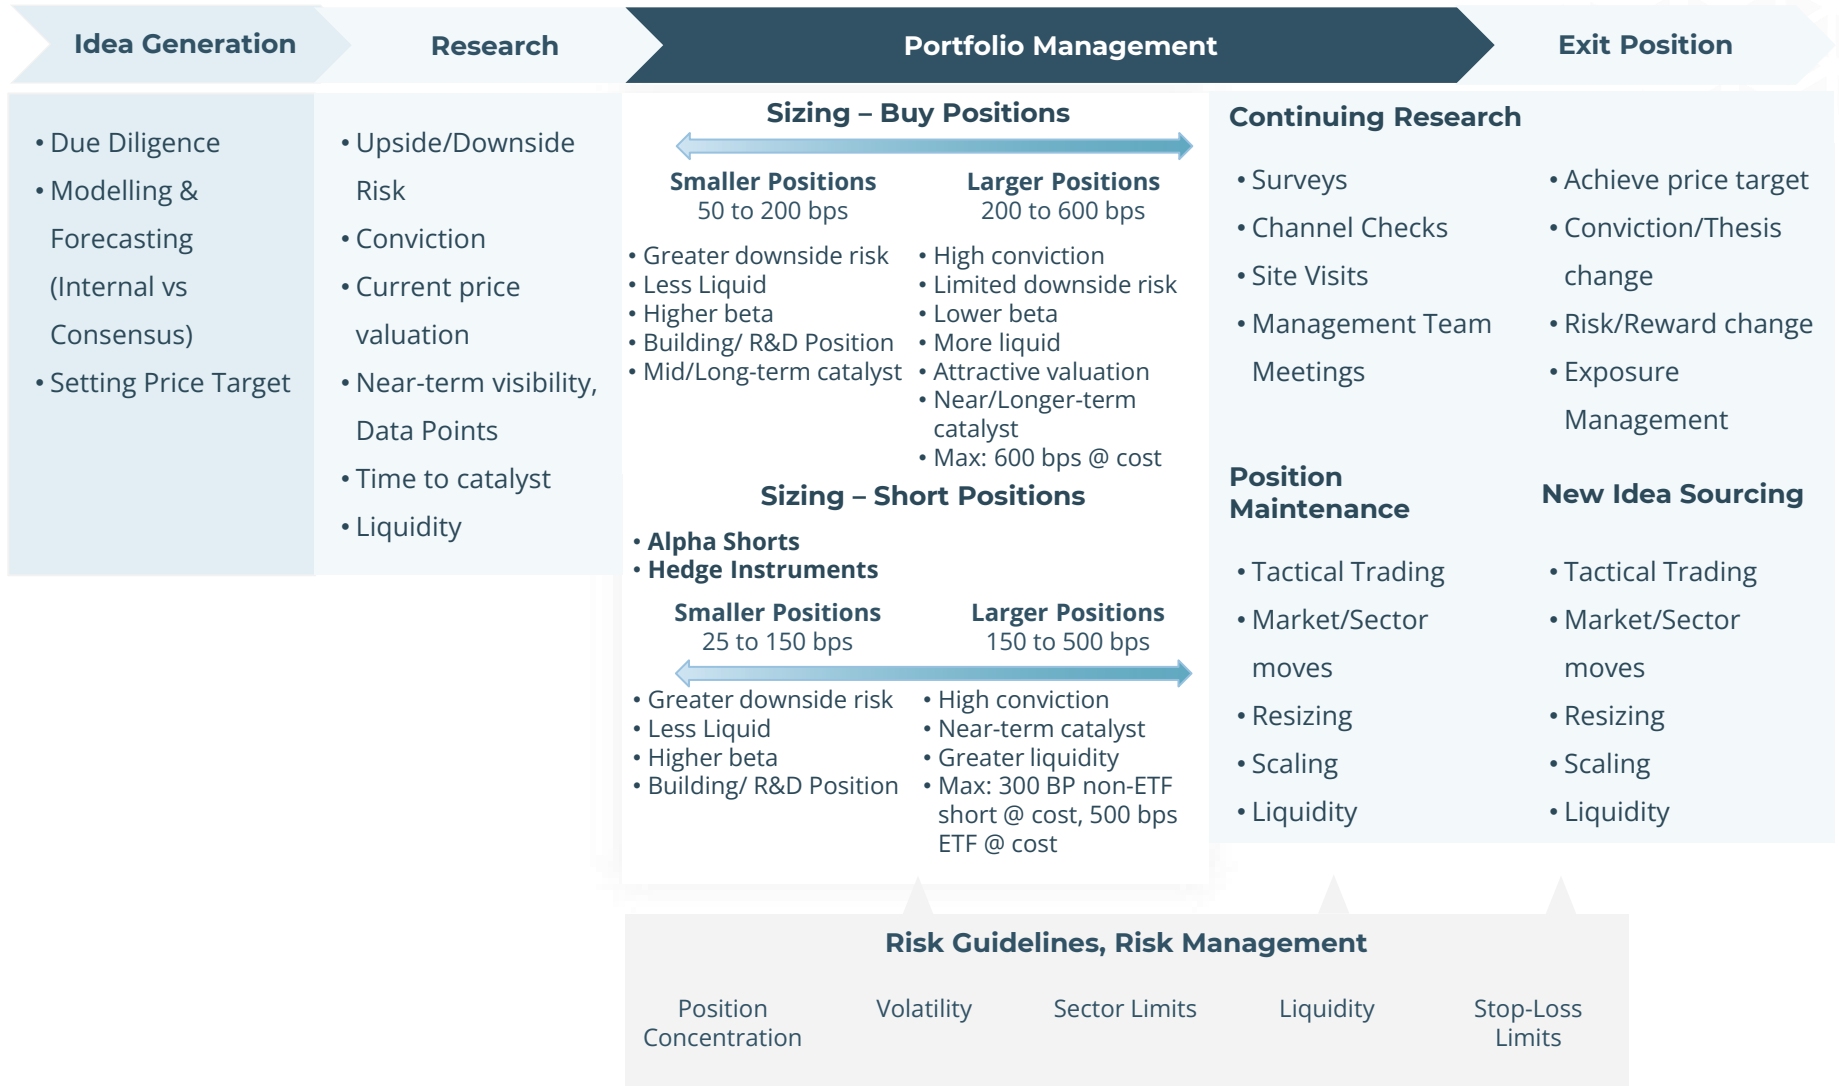 Idea Generation
Research
Portfolio Management
Exit Position
• Due Diligence
• Modelling &
Forecasting
(Internal vs
Consensus)
• Setting Price Target
• Upside/Downside
Risk
• Conviction
• Current price
valuation
• Near-term visibility,
Data Points
• Time to catalyst
• Liquidity
Sizing – Buy Positions
Smaller Positions
50 to 200 bps
• Greater downside risk
• Less Liquid
• Higher beta
• Building/ R&D Position
• Mid/Long-term catalyst
Larger Positions
200 to 600 bps
• High conviction
• Limited downside risk
• Lower beta
• More liquid
• Attractive valuation
• Near/Longer-term
catalyst
• Max: 600 bps @ cost
Sizing – Short Positions
• Alpha Shorts
• Hedge Instruments
Smaller Positions
25 to 150 bps
• Greater downside risk
• Less Liquid
• Higher beta
• Building/ R&D Position
Larger Positions
150 to 500 bps
• High conviction
• Near-term catalyst
• Greater liquidity
• Max: 300 BP non-ETF
short @ cost, 500 bps
ETF @ cost
Continuing Research
• Surveys
• Channel Checks
• Site Visits
• Management Team
Meetings
• Achieve price target
• Conviction/Thesis
change
• Risk/Reward change
• Exposure
Management
Position
Maintenance
• Tactical Trading
• Market/Sector
moves
• Resizing
• Scaling
• Liquidity
New Idea Sourcing
• Tactical Trading
• Market/Sector
moves
• Resizing
• Scaling
• Liquidity
Risk Guidelines, Risk Management
Position
Concentration
Volatility
Sector Limits
Liquidity
Stop-Loss
Limits